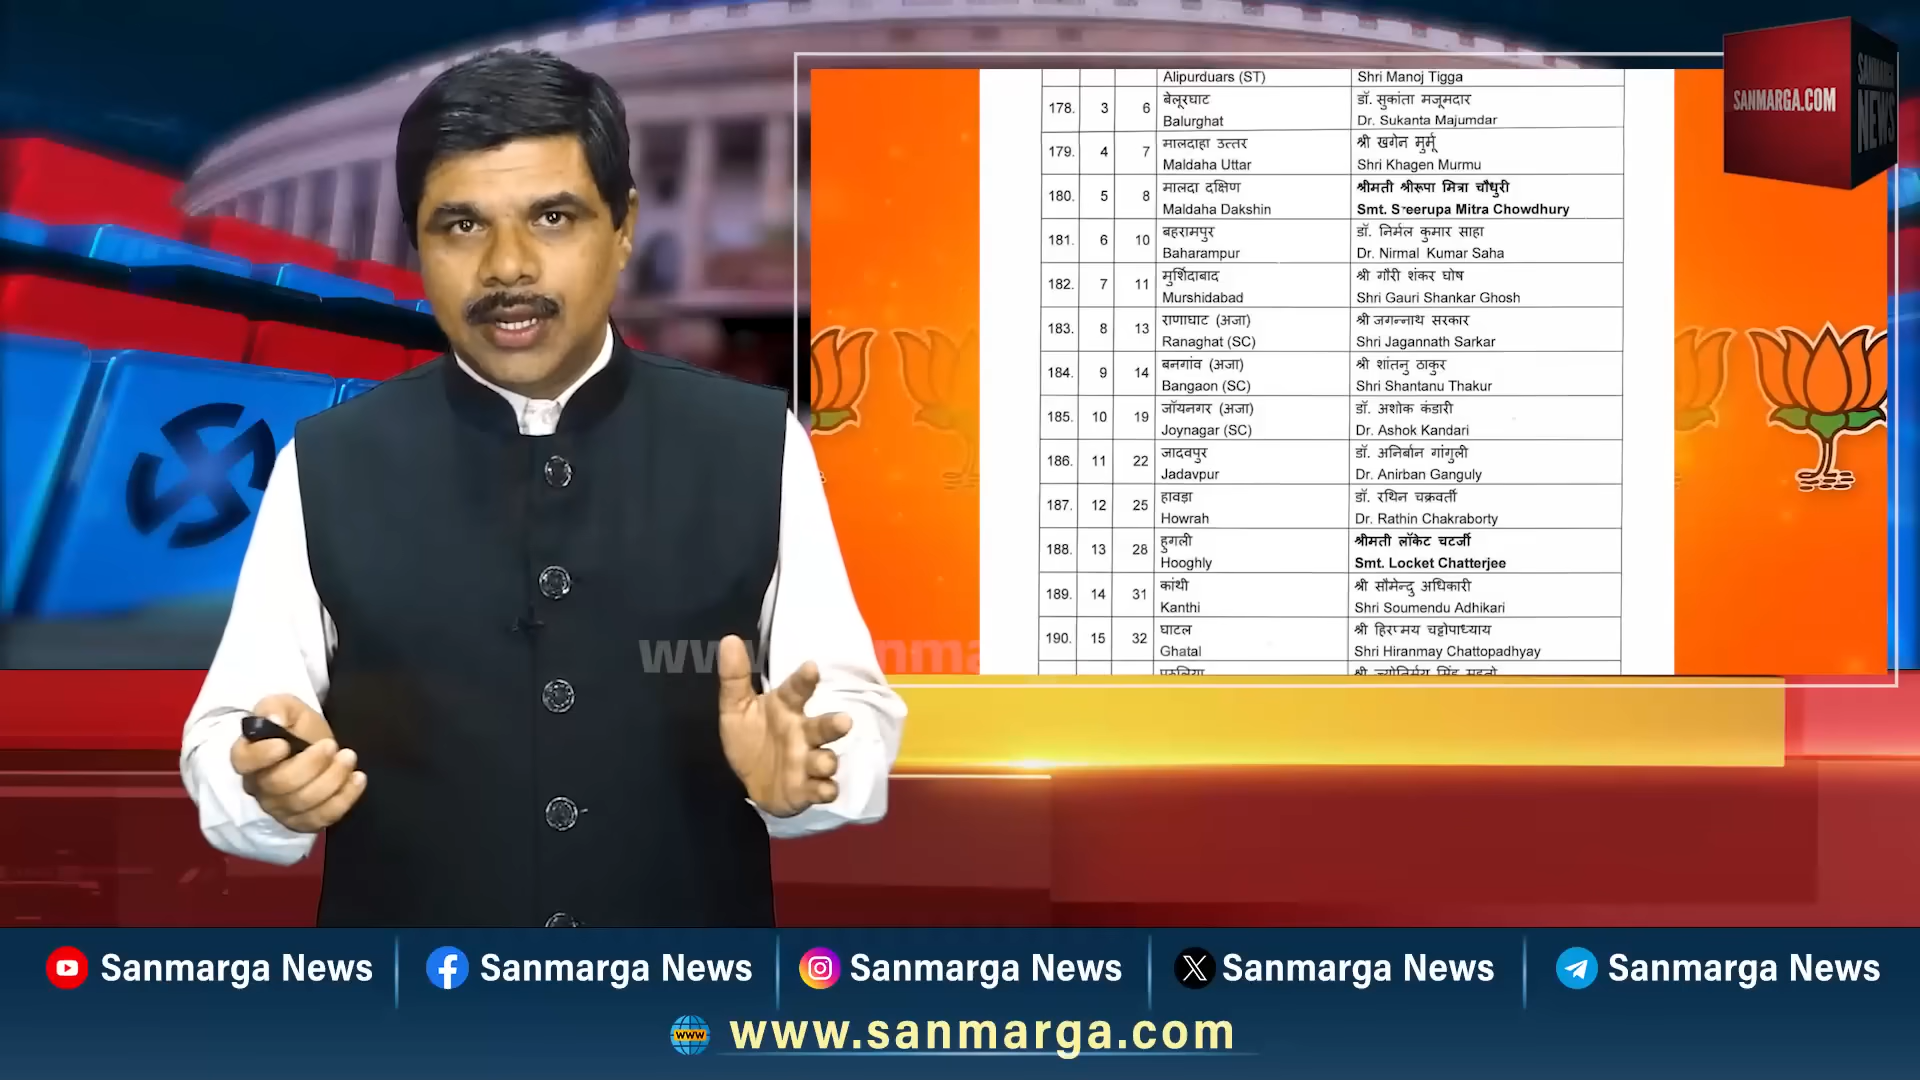 SANMARGA.COM
SANMARGA
NEWS
Alipurduars (ST) Shri Manoj Tigga
178. 3 6 बेलूरघाट डॉ. सुकांता मजूमदार
Balurghat Dr. Sukanta Majumdar
179. 4 7 मालदाहा उत्तर श्री खगेन मुर्मू
Maldaha Uttar Shri Khagen Murmu
180. 5 8 मालदा दक्षिण श्रीमती श्रीरूपा मित्रा चौधुरी
Maldaha Dakshin Smt. Sreerupa Mitra Chowdhury
181. 6 10 बहरामपुर डॉ. निर्मल कुमार साहा
Baharampur Dr. Nirmal Kumar Saha
182. 7 11 मुर्शिदाबाद श्री गौरी शंकर घोष
Murshidabad Shri Gauri Shankar Ghosh
183. 8 13 राणाघाट (अजा) श्री जगन्नाथ सरकार
Ranaghat (SC) Shri Jagannath Sarkar
184. 9 14 बनगांव (अजा) श्री शांतनु ठाकुर
Bangaon (SC) Shri Shantanu Thakur
185. 10 19 जॉयनगर (अजा) डॉ. अशोक कंडारी
Joynagar (SC) Dr. Ashok Kandari
186. 11 22 जादवपुर डॉ. अनिर्बान गांगुली
Jadavpur Dr. Anirban Ganguly
187. 12 25 हावड़ा डॉ. रथिन चक्रवर्ती
Howrah Dr. Rathin Chakraborty
188. 13 28 हुगली श्रीमती लॉकेट चटर्जी
Hooghly Smt. Locket Chatterjee
189. 14 31 कांथी श्री सौमेन्दु अधिकारी
Kanthi Shri Soumendu Adhikari
190. 15 32 घाटल श्री हिरण्मय चट्टोपाध्याय
Ghatal Shri Hiranmay Chattopadhyay
Sanmarga News Sanmarga News Sanmarga News Sanmarga News Sanmarga News
www www.sanmarga.com